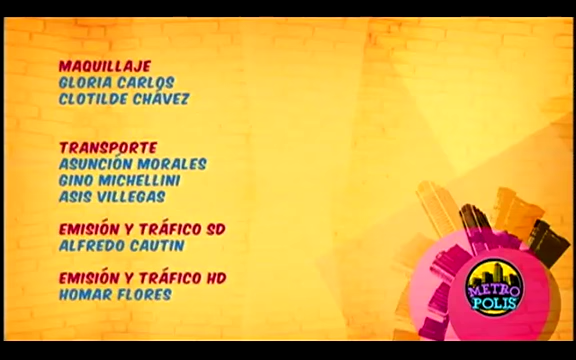 MAQUILLAJE
GLORIA CARLOS
CLOTILDE CHÁVEZ
TRANSPORTE
ASUNCIÓN MORALES
GINO MICHELLINI
ASIS VILLEGAS
EMISIÓN Y TRÁFICO SD
ALFREDO CAUTIN
EMISIÓN Y TRÁFICO HD
HOMAR FLORES
METRO
POLIS